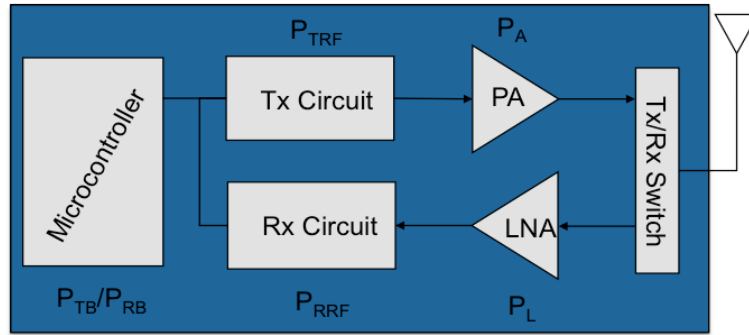 P_TRF
P_A
Microcontroller
Tx Circuit
PA
Tx/Rx Switch
Rx Circuit
LNA
P_TB/P_RB
P_RRF
P_L